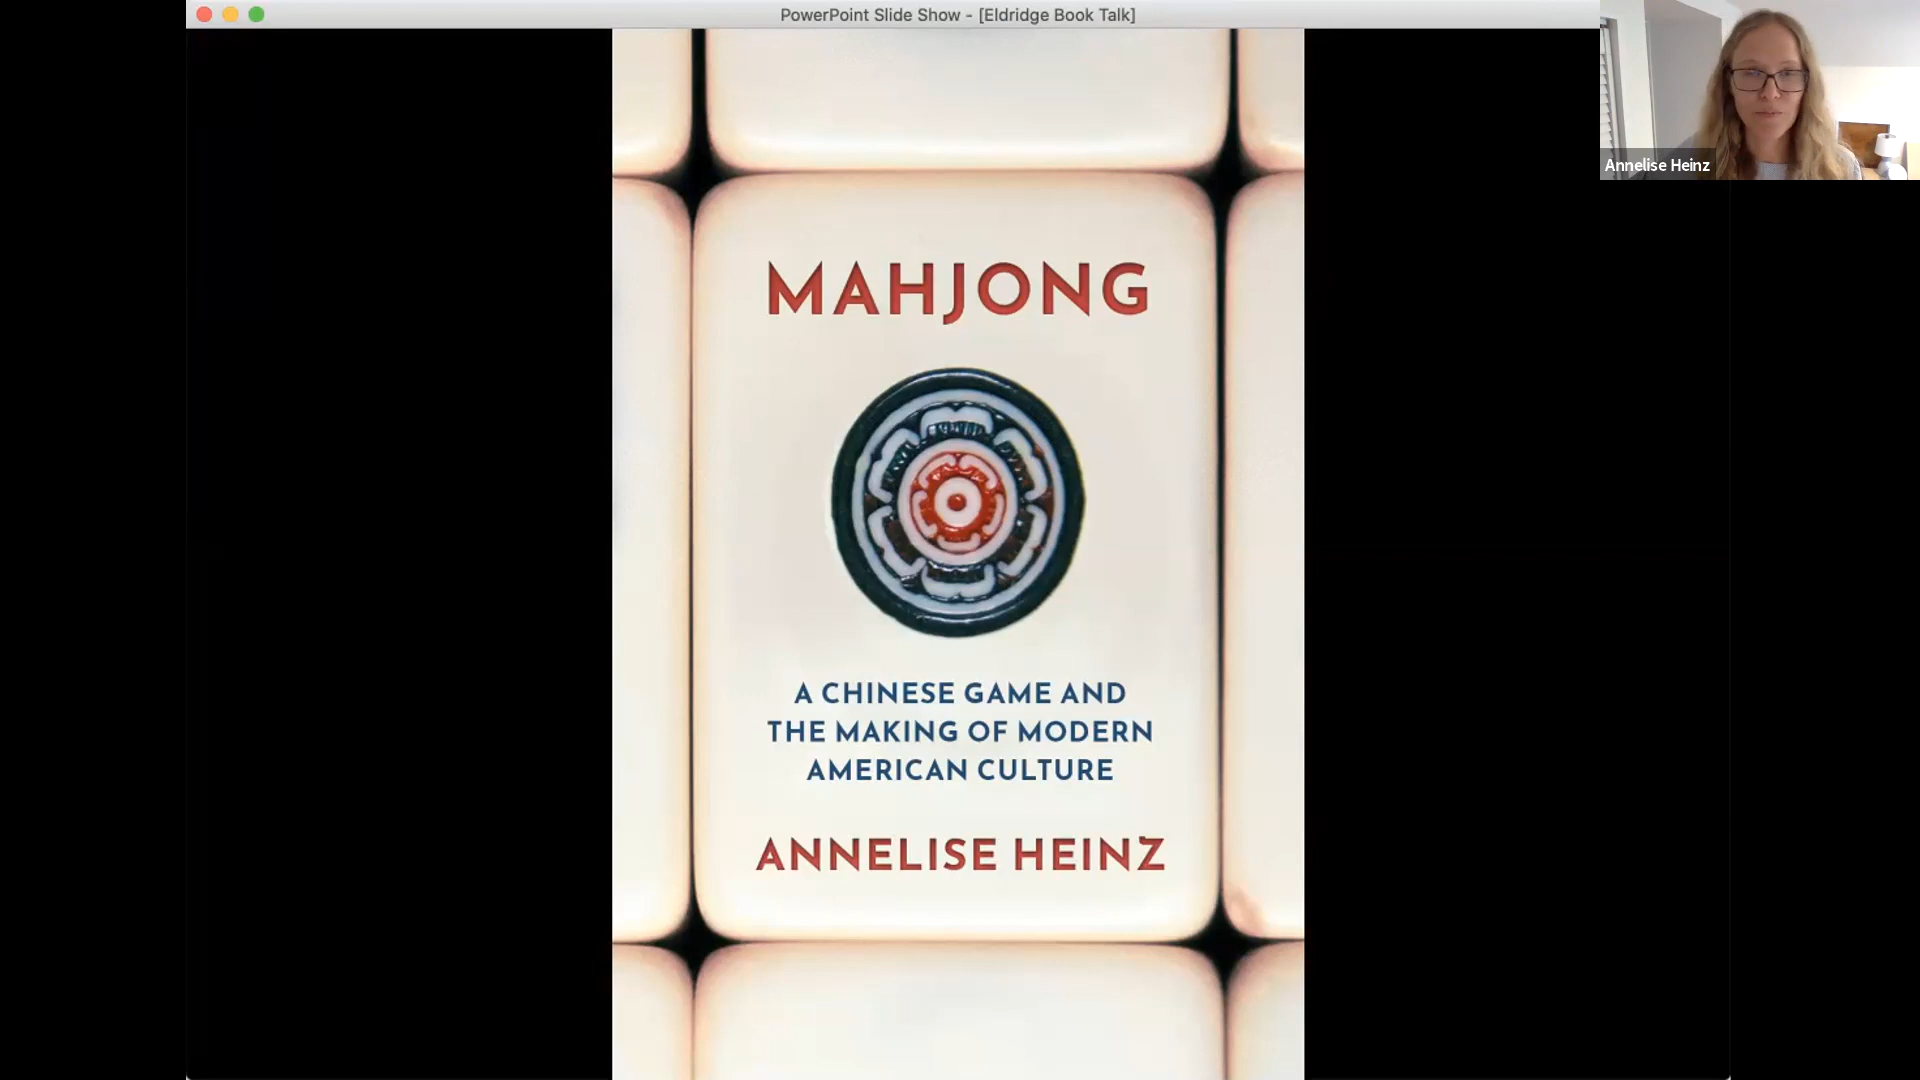 PowerPoint Slide Show - [Eldridge Book Talk]
Annelise Heinz
MAHJONG
A CHINESE GAME AND
THE MAKING OF MODERN
AMERICAN CULTURE
ANNELISE HEINZ